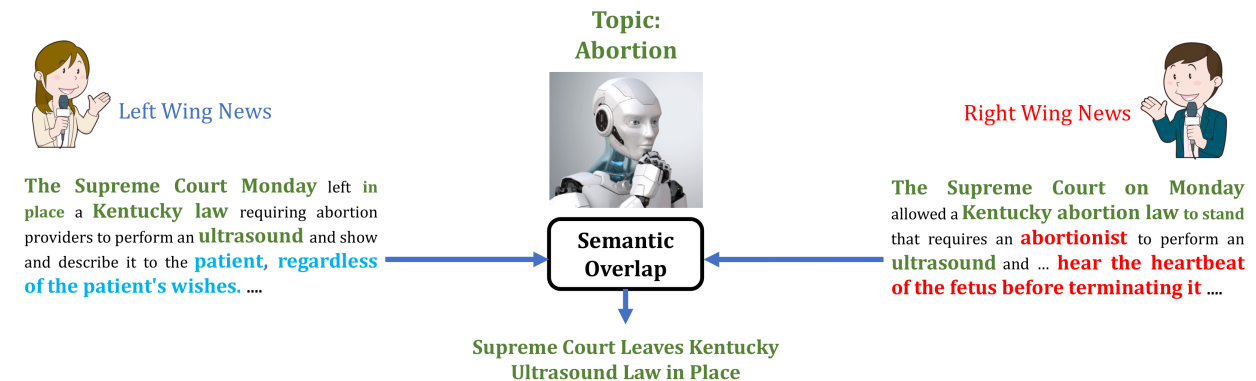 Topic:
Abortion
Left Wing News
The Supreme Court Monday left in
place a Kentucky law requiring abortion
providers to perform an ultrasound and show
and describe it to the patient, regardless
of the patient's wishes. ....
Right Wing News
The Supreme Court on Monday
allowed a Kentucky abortion law to stand
that requires an abortionist to perform an
ultrasound and ... hear the heartbeat
of the fetus before terminating it ....
Semantic
Overlap
Supreme Court Leaves Kentucky
Ultrasound Law in Place